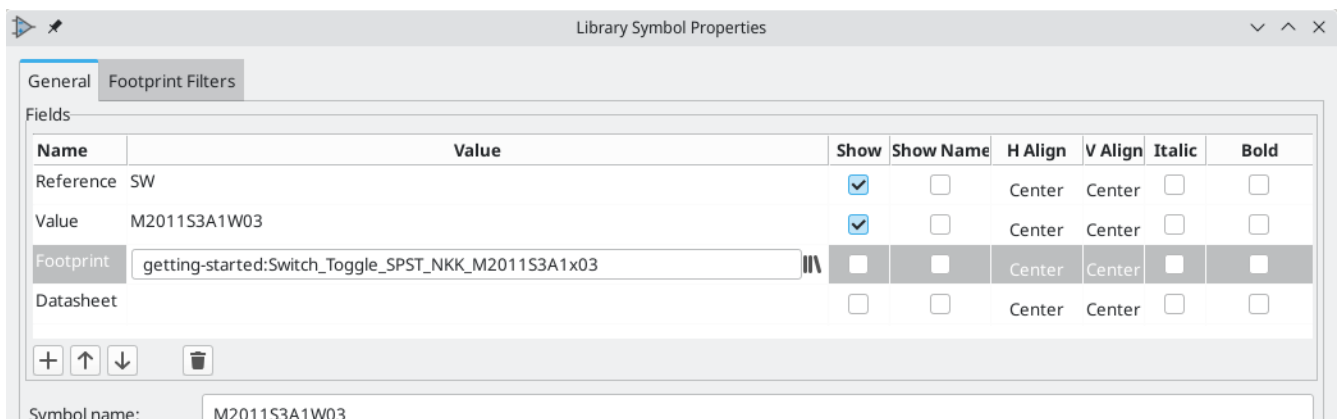 Library Symbol Properties
General Footprint Filters
Fields
Name Value Show Show Name H Align V Align Italic Bold
Reference SW Center Center
Value M2011S3A1W03 Center Center
Footprint getting-started:Switch_Toggle_SPST_NKK_M2011S3A1x03 Center Center
Datasheet Center Center
Symbol name: M2011S3A1W03